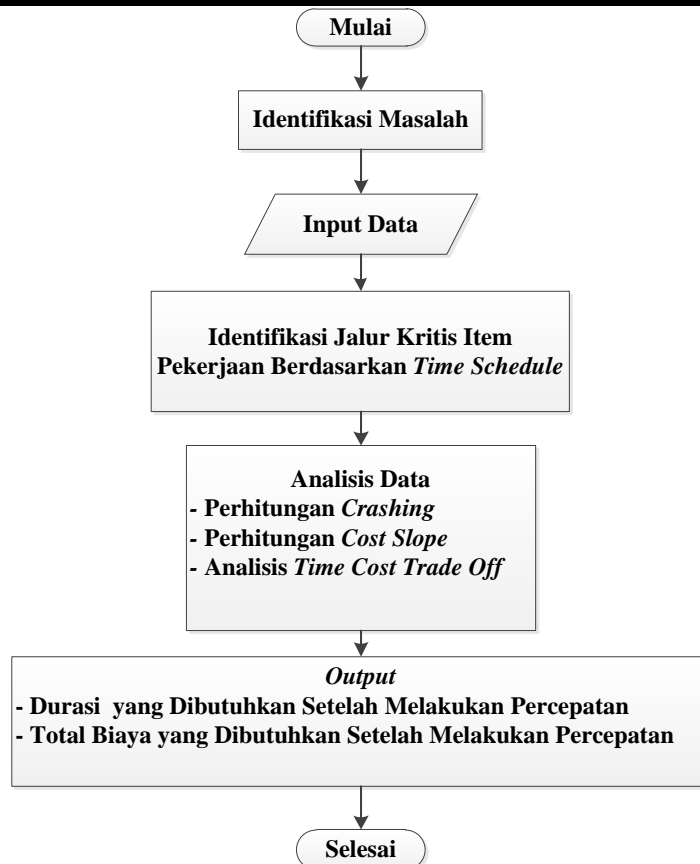 Mulai
Identifikasi Masalah
Input Data
Identifikasi Jalur Kritis Item
Pekerjaan Berdasarkan Time Schedule
Analisis Data
- Perhitungan Crashing
- Perhitungan Cost Slope
- Analisis Time Cost Trade Off
Output
- Durasi yang Dibutuhkan Setelah Melakukan Percepatan
- Total Biaya yang Dibutuhkan Setelah Melakukan Percepatan
Selesai